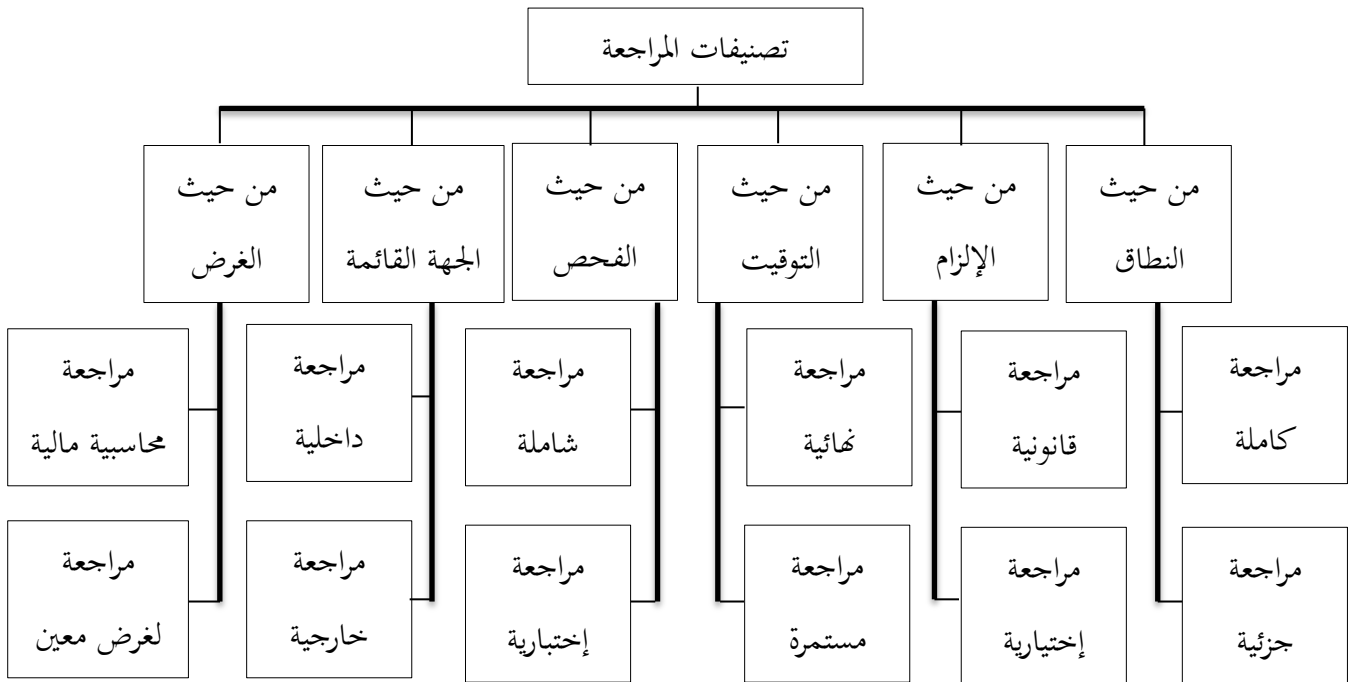 تصنيفات المراجعة
من حيث
النطاق
من حيث
الإلزام
من حيث
التوقيت
من حيث
الفحص
من حيث
الجهة القائمة
من حيث
الغرض
مراجعة
كاملة
مراجعة
قانونية
مراجعة
نهائية
مراجعة
شاملة
مراجعة
داخلية
مراجعة
محاسبية مالية
مراجعة
جزئية
مراجعة
إختيارية
مراجعة
مستمرة
مراجعة
إختبارية
مراجعة
خارجية
مراجعة
لغرض معين